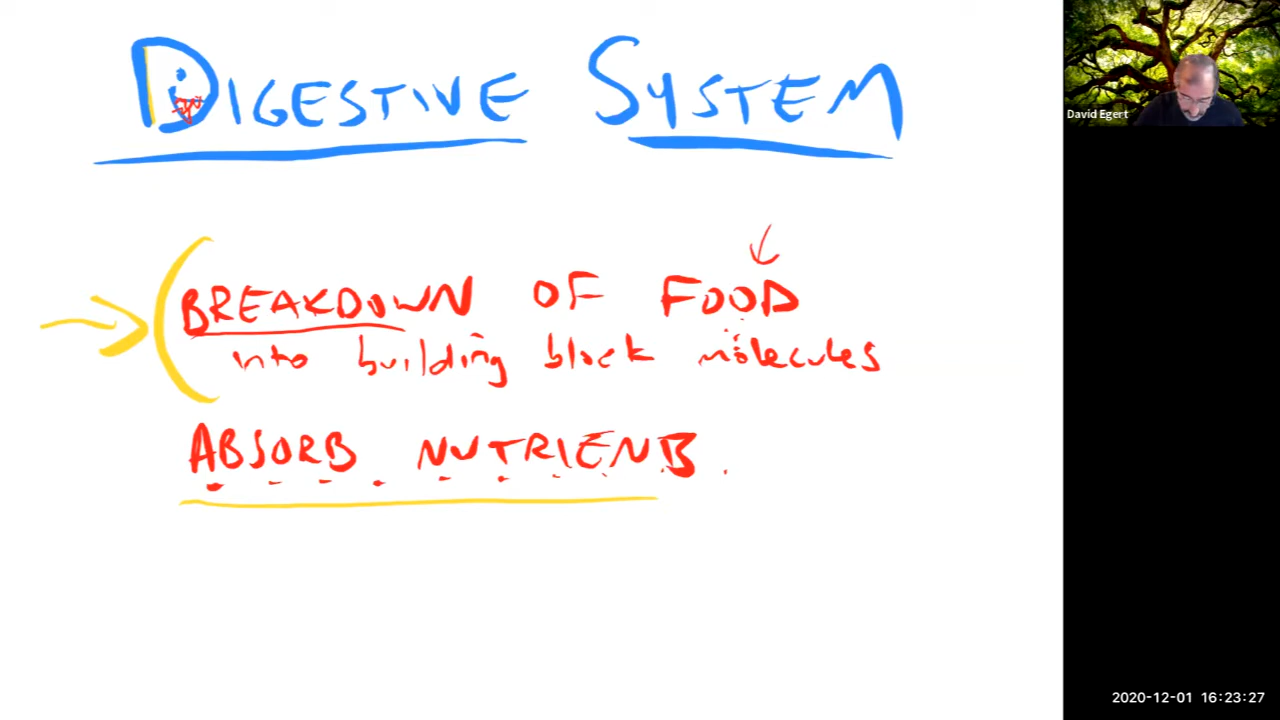 DIGESTIVE SYSTEM
David Egert
BREAKDOWN OF FOOD
into building block molecules
ABSORB NUTRIENTS
2020-12-01 16:23:27